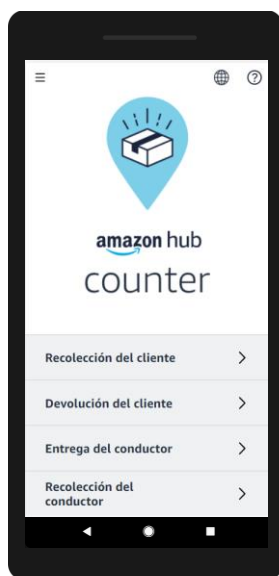 amazon hub
counter
Recolección del cliente
Devolución del cliente
Entrega del conductor
Recolección del
conductor